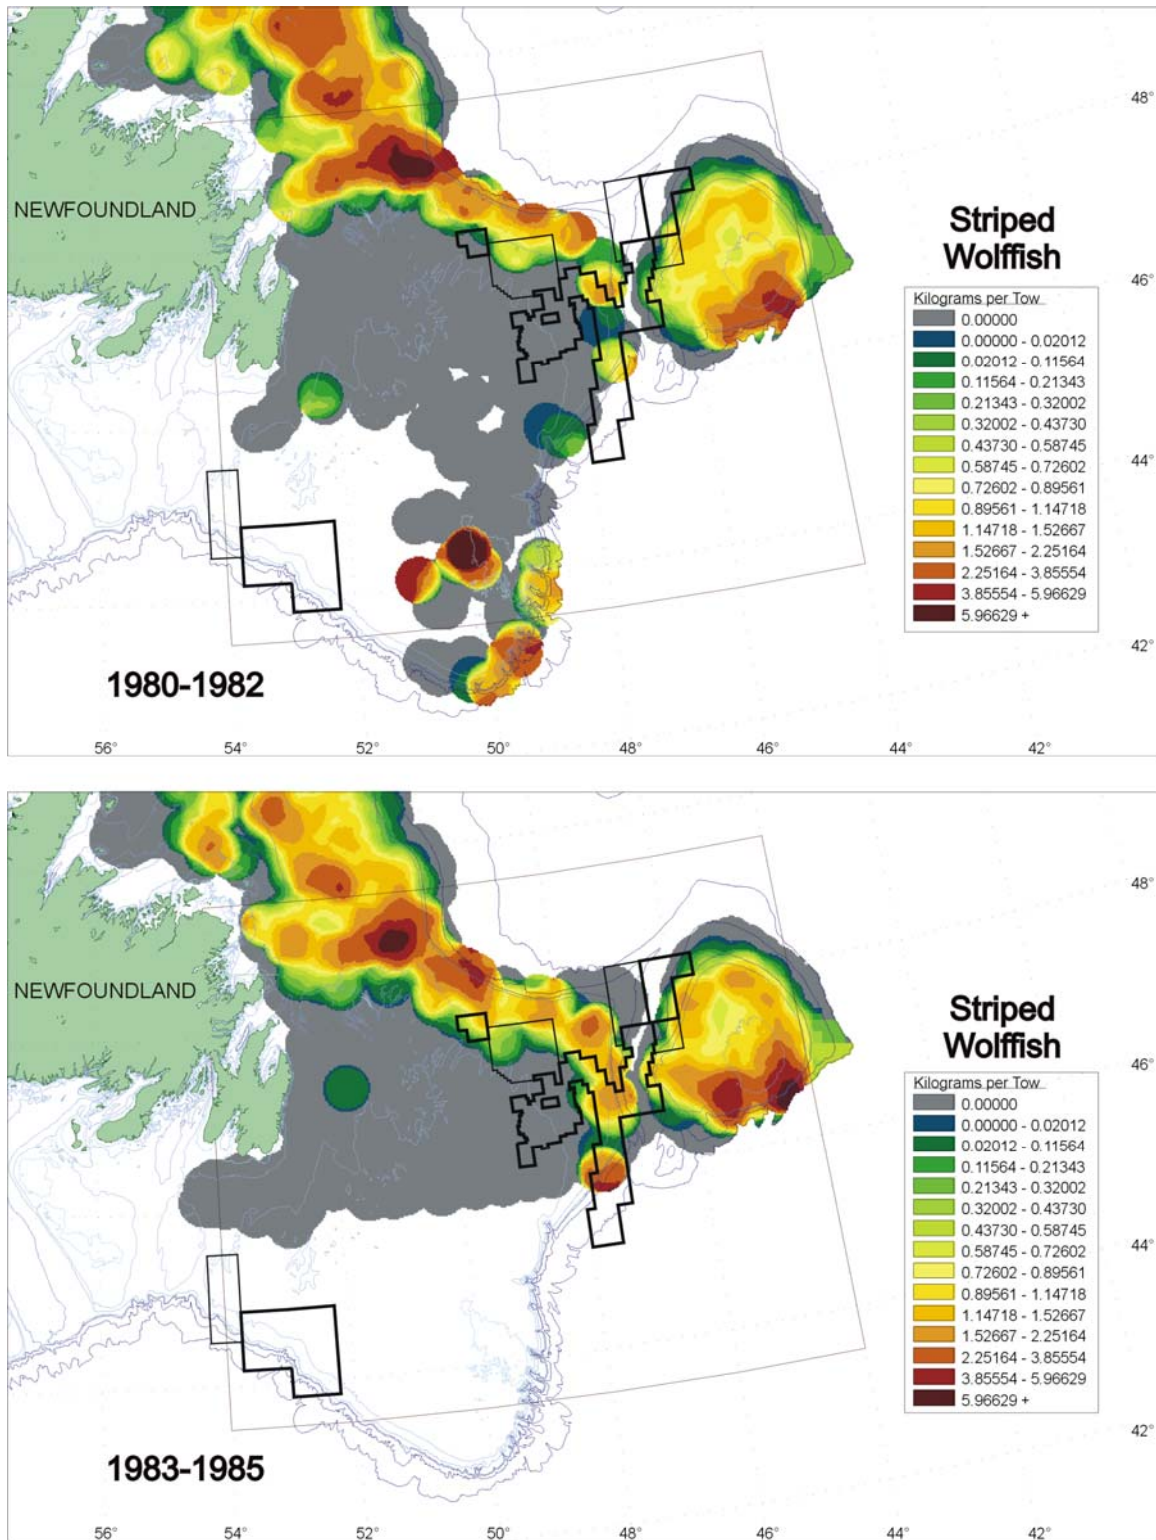 48°
NEWFOUNDLAND
Striped
Wolffish
46°
Kilograms per Tow
0.00000
0.00000 - 0.02012
0.02012 - 0.11564
0.11564 - 0.21343
0.21343 - 0.32002
0.32002 - 0.43730
0.43730 - 0.58745
0.58745 - 0.72602
0.72602 - 0.89561
0.89561 - 1.14718
1.14718 - 1.52667
1.52667 - 2.25164
2.25164 - 3.85554
3.85554 - 5.96629
5.96629 +
44°
42°
1980-1982
56°
54°
52°
50°
48°
46°
44°
42°
48°
NEWFOUNDLAND
Striped
Wolffish
46°
Kilograms per Tow
0.00000
0.00000 - 0.02012
0.02012 - 0.11564
0.11564 - 0.21343
0.21343 - 0.32002
0.32002 - 0.43730
0.43730 - 0.58745
0.58745 - 0.72602
0.72602 - 0.89561
0.89561 - 1.14718
1.14718 - 1.52667
1.52667 - 2.25164
2.25164 - 3.85554
3.85554 - 5.96629
5.96629 +
44°
42°
1983-1985
56°
54°
52°
50°
48°
46°
44°
42°